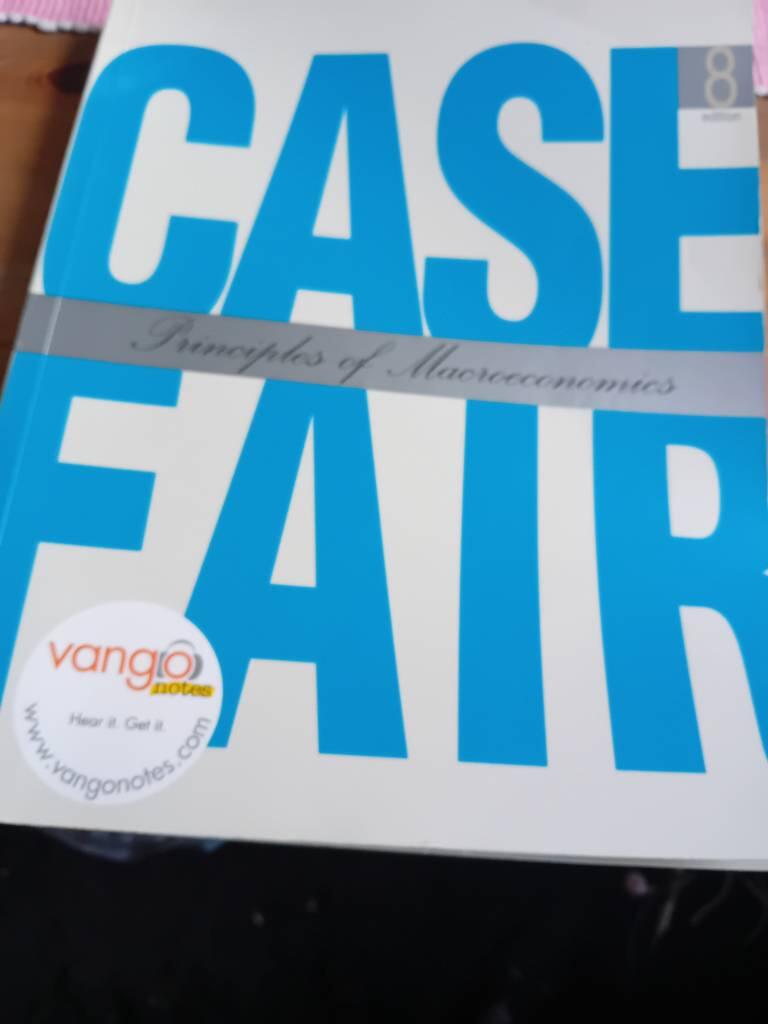 CASE
8
edition
Principles of Macroeconomics
FAIR
vango
notes
Hear it. Get it.
www.vangonotes.com